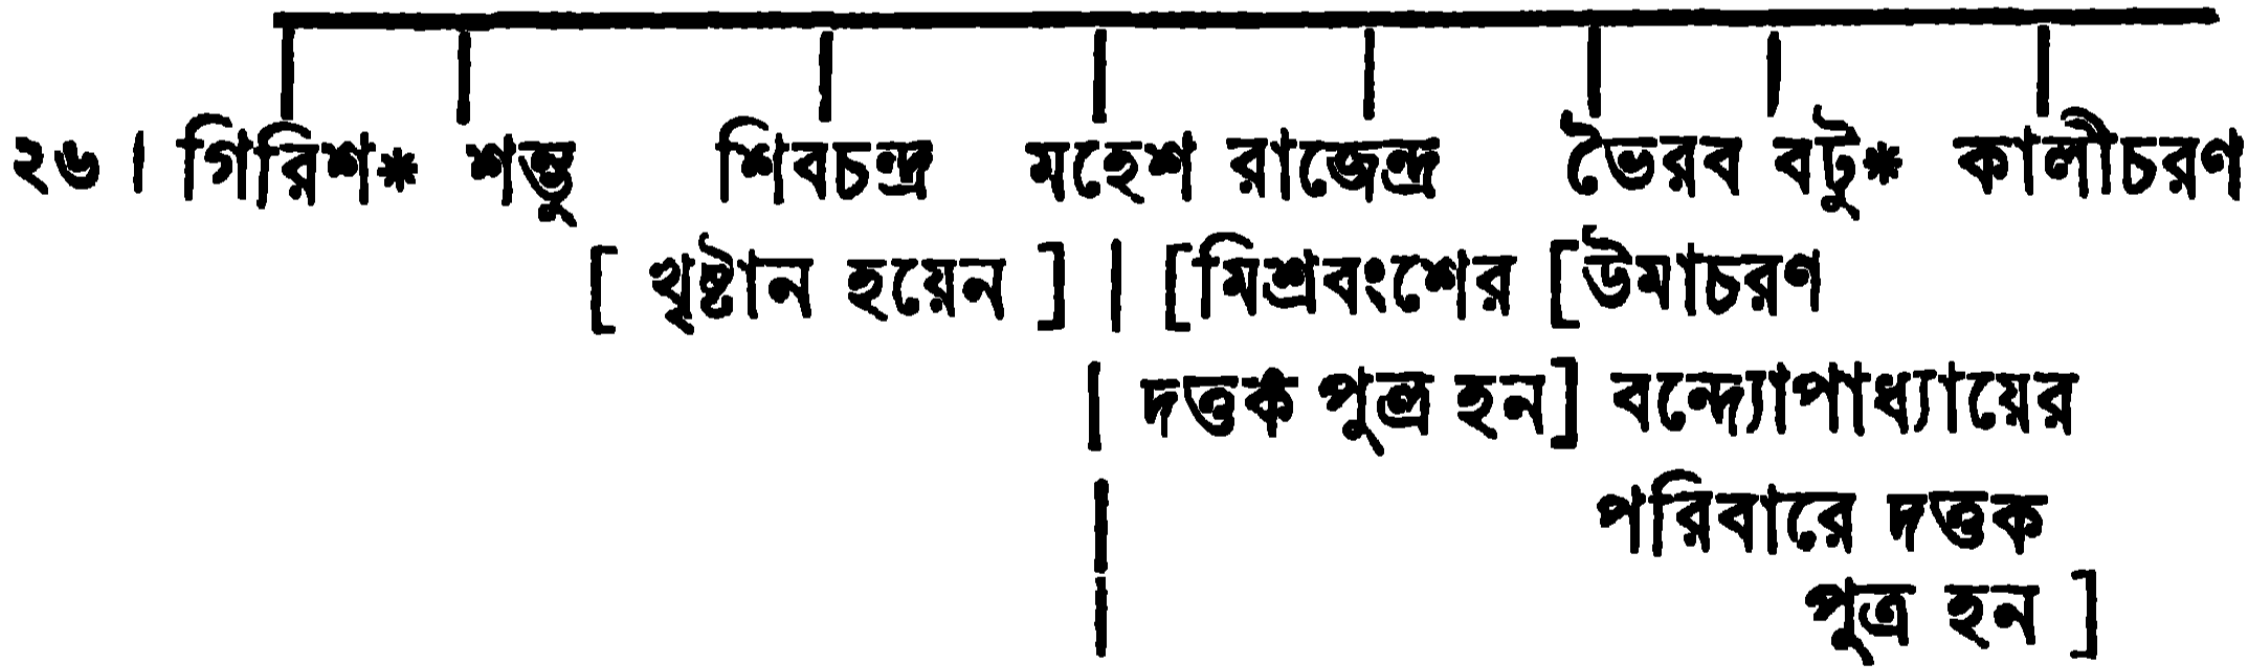 ২৬। গিরিশ* শম্ভু শিবচন্দ্র মহেশ রাজেন্দ্র ভৈরব বটু* কালীচরণ
[ খৃষ্টান হয়েন ] | [মিশ্রবংশের [উমাচরণ
| দত্তক পুত্ত্র হন] বন্দ্যোপাধ্যায়ের
পরিবারে দত্তক
পুত্র হন ]